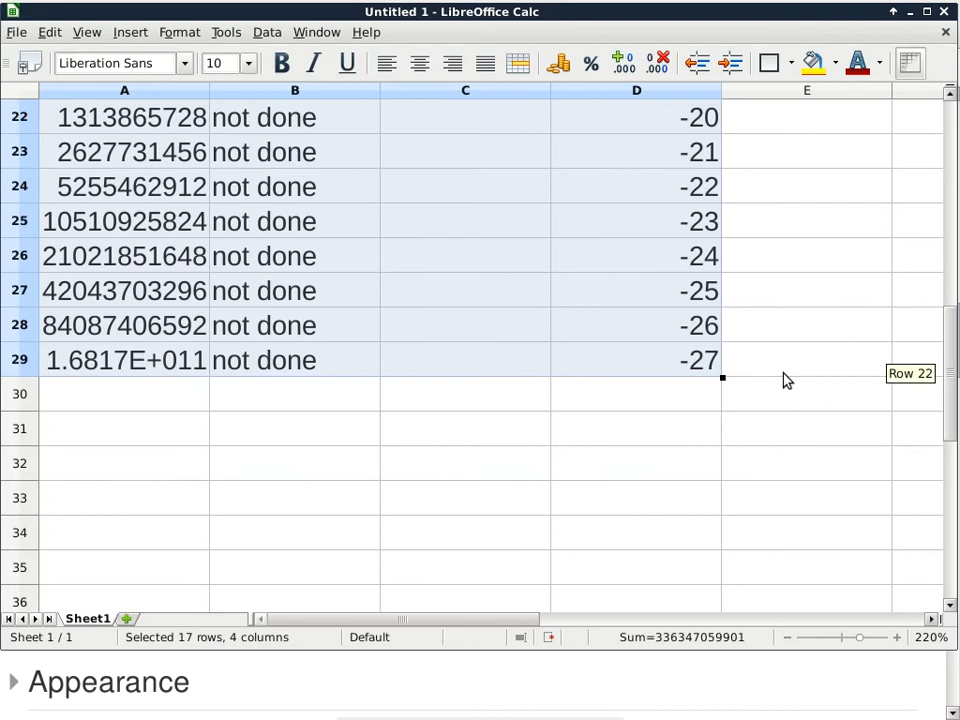 Untitled 1 - LibreOffice Calc
File Edit View Insert Format Tools Data Window Help
Liberation Sans 10 B I U % .000 .000 A
A B C D E
22 1313865728 not done -20
23 2627731456 not done -21
24 5255462912 not done -22
25 10510925824 not done -23
26 21021851648 not done -24
27 42043703296 not done -25
28 84087406592 not done -26
29 1.6817E+011 not done -27
Row 22
30
31
32
33
34
35
36
Sheet1
Sheet 1 / 1 Selected 17 rows, 4 columns Default Sum=336347059901 220%
Appearance